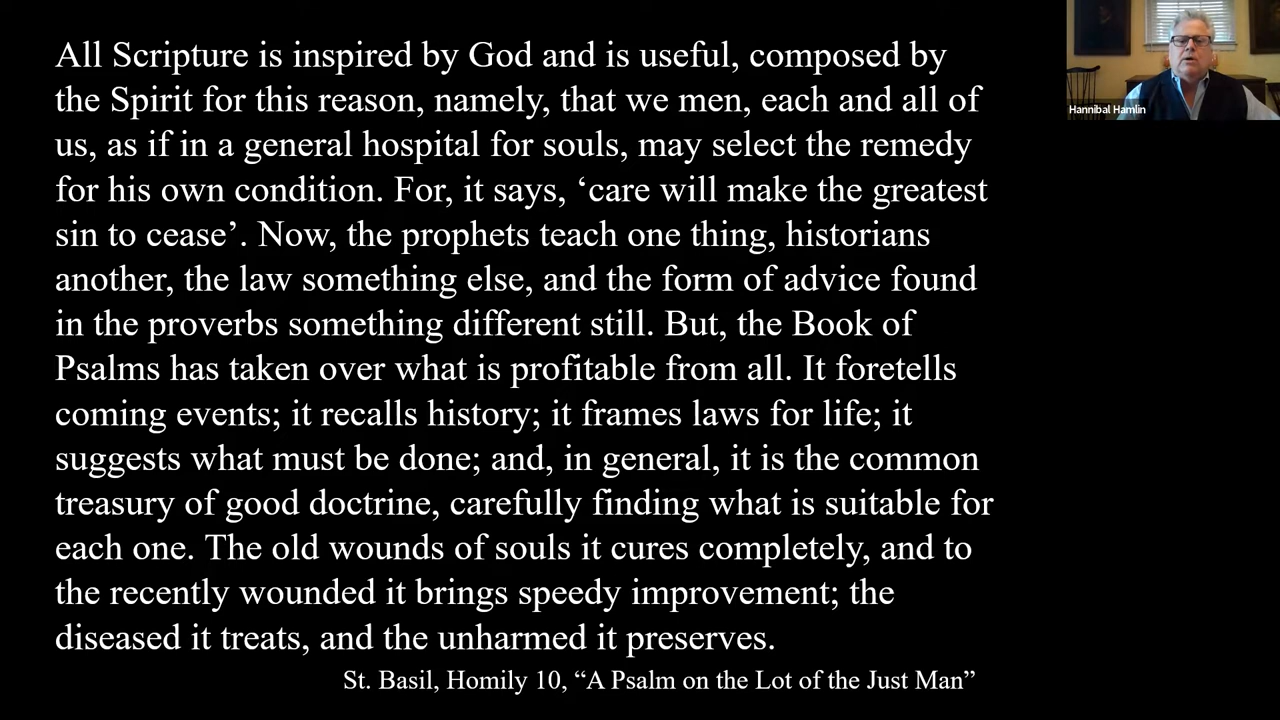 All Scripture is inspired by God and is useful, composed by
the Spirit for this reason, namely, that we men, each and all of
us, as if in a general hospital for souls, may select the remedy
for his own condition. For, it says, ‘care will make the greatest
sin to cease’. Now, the prophets teach one thing, historians
another, the law something else, and the form of advice found
in the proverbs something different still. But, the Book of
Psalms has taken over what is profitable from all. It foretells
coming events; it recalls history; it frames laws for life; it
suggests what must be done; and, in general, it is the common
treasury of good doctrine, carefully finding what is suitable for
each one. The old wounds of souls it cures completely, and to
the recently wounded it brings speedy improvement; the
diseased it treats, and the unharmed it preserves.
St. Basil, Homily 10, “A Psalm on the Lot of the Just Man”
Hannibal Hamlin